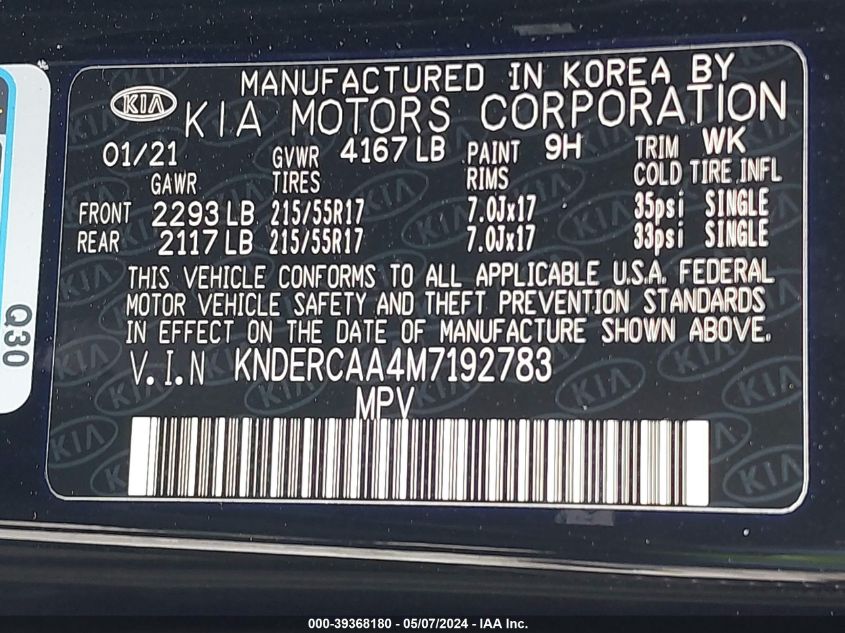 MANUFACTURED IN KOREA BY
KIA KIA MOTORS CORPORATION
01/21 GVWR 4167 LB PAINT 9H TRIM WK
GAWR TIRES RIMS COLD TIRE INFL
FRONT 2293 LB 215/55R17 7.0Jx17 35psi SINGLE
REAR 2117 LB 215/55R17 7.0Jx17 33psi SINGLE
THIS VEHICLE CONFORMS TO ALL APPLICABLE U.S.A. FEDERAL
MOTOR VEHICLE SAFETY AND THEFT PREVENTION STANDARDS
IN EFFECT ON THE DATE OF MANUFACTURE SHOWN ABOVE.
V.I.N KNDERCAA4M7192783
MPV
Q30
000-39368180 - 05/07/2024 - IAA Inc.